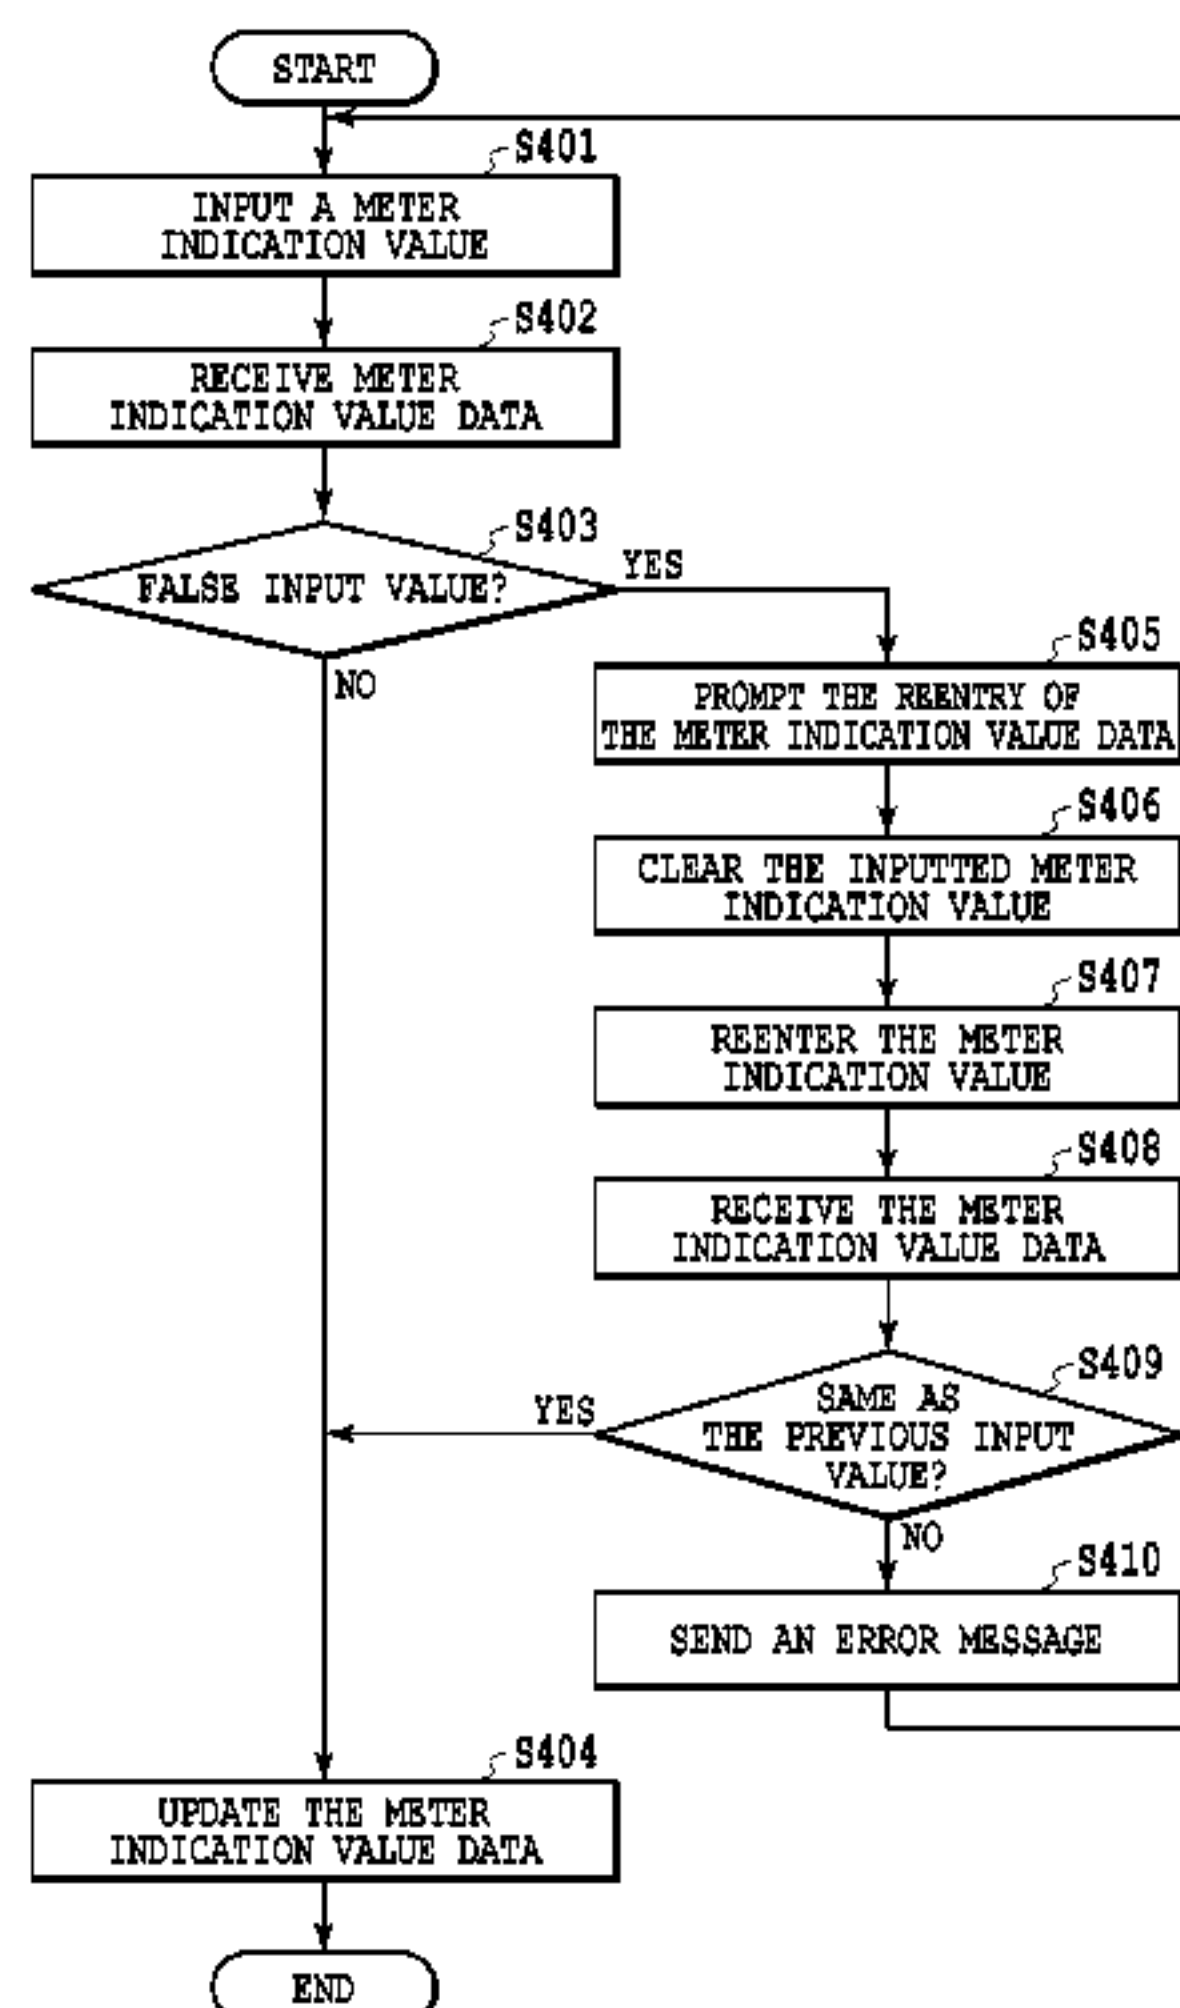 START
S401
INPUT A METER
INDICATION VALUE
S402
RECEIVE METER
INDICATION VALUE DATA
S403
FALSE INPUT VALUE?
YES
NO
S405
PROMPT THE REENTRY OF
THE METER INDICATION VALUE DATA
S406
CLEAR THE INPUTTED METER
INDICATION VALUE
S407
REENTER THE METER
INDICATION VALUE
S408
RECEIVE THE METER
INDICATION VALUE DATA
S409
SAME AS
THE PREVIOUS INPUT
VALUE?
YES
NO
S410
SEND AN ERROR MESSAGE
S404
UPDATE THE METER
INDICATION VALUE DATA
END